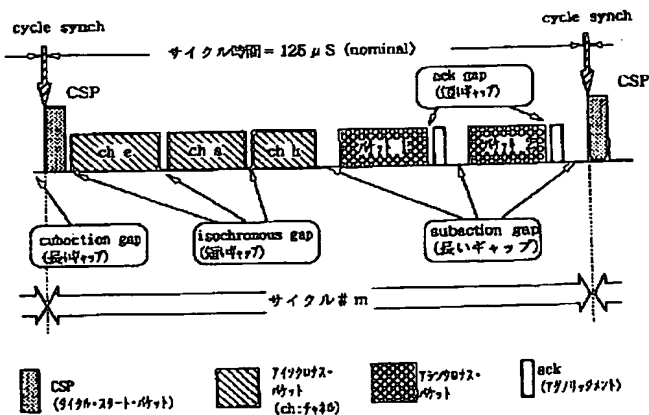 cycle synch
cycle synch
サイクル時間 = 125 μS (nominal)
ack gap
(短いギャップ)
CSP
CSP
ch e
ch a
ch b
パケット 1
パケット 2
subaction gap
(長いギャップ)
isochronous gap
(短いギャップ)
subaction gap
(長いギャップ)
サイクル # m
CSP
(サイクル・スタート・パケット)
アイソクロナス・
パケット
(ch:チャネル)
アシンクロナス・
パケット
ack
(アクノリッジメント)